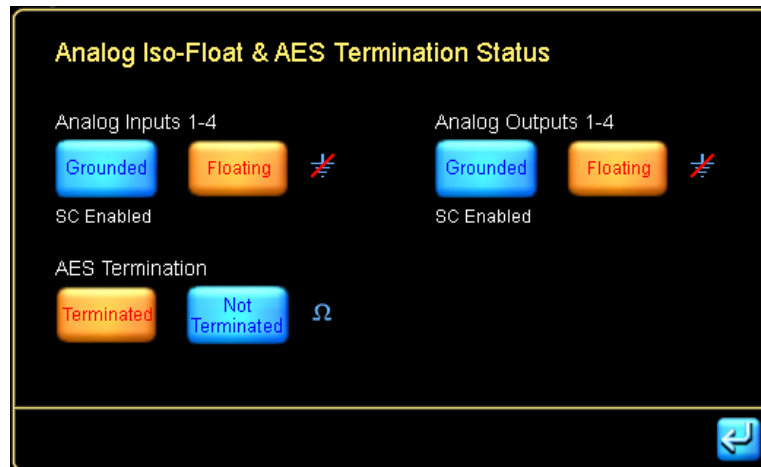 Analog Iso-Float & AES Termination Status
Analog Inputs 1-4
Grounded
Floating
SC Enabled
Analog Outputs 1-4
Grounded
Floating
SC Enabled
AES Termination
Terminated
Not
Terminated
Ω